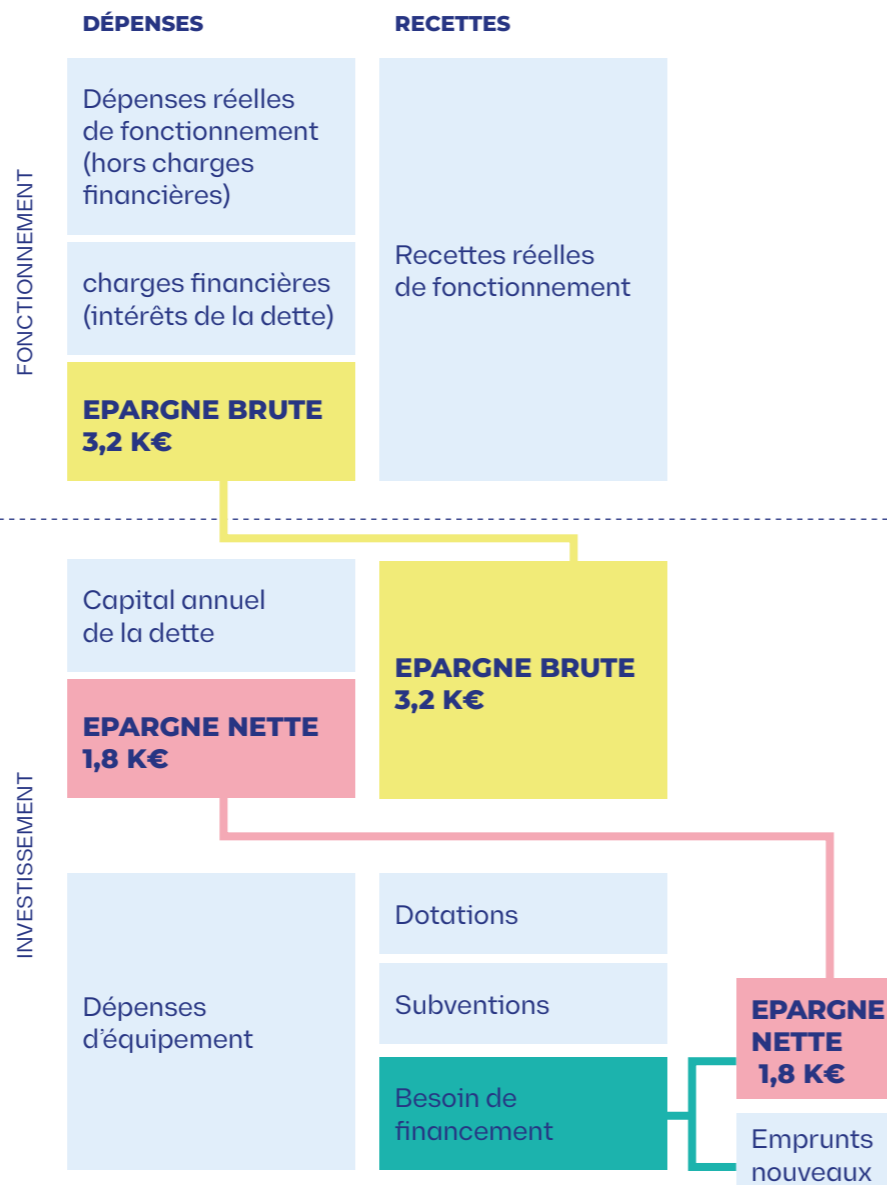 DÉPENSES
RECETTES
FONCTIONNEMENT
Dépenses réelles
de fonctionnement
(hors charges
financières)
charges financières
(intérêts de la dette)
EPARGNE BRUTE
3,2 K€
Recettes réelles
de fonctionnement
INVESTISSEMENT
Capital annuel
de la dette
EPARGNE NETTE
1,8 K€
EPARGNE BRUTE
3,2 K€
Dépenses
d’équipement
Dotations
Subventions
Besoin de
financement
EPARGNE
NETTE
1,8 K€
Emprunts
nouveaux